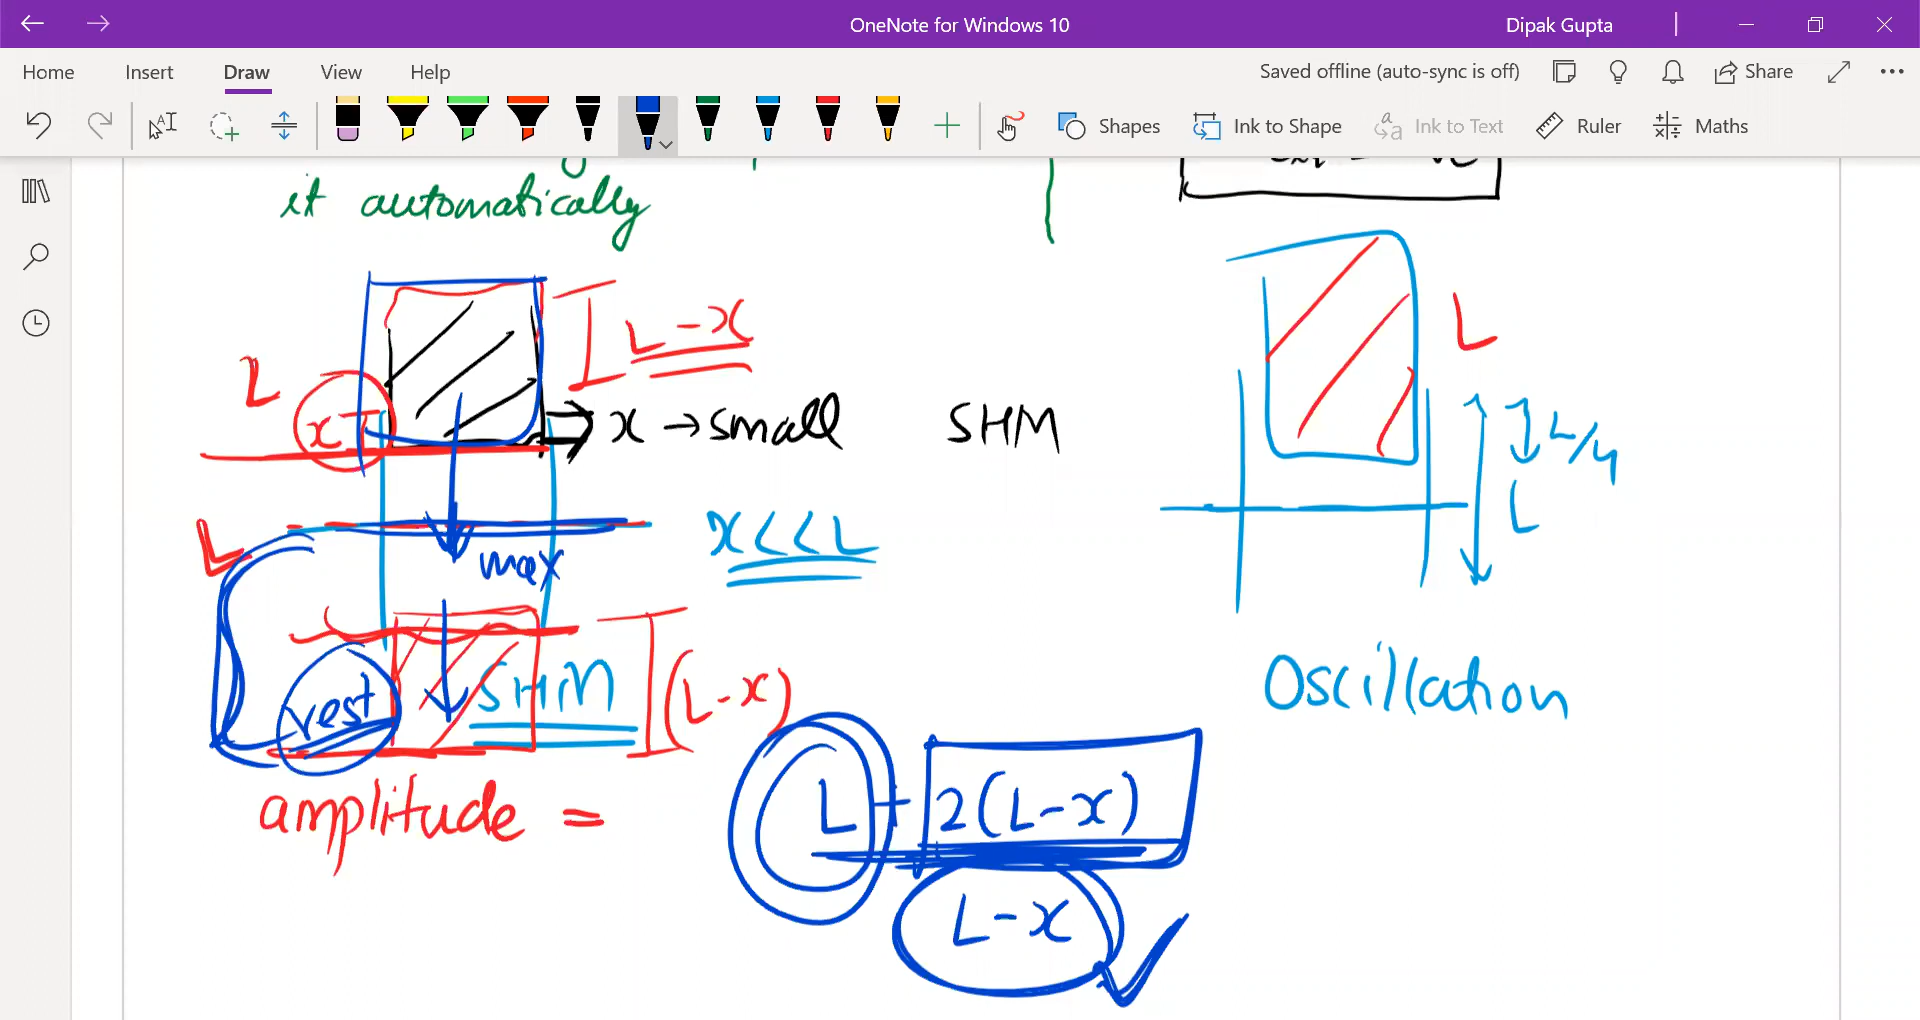 OneNote for Windows 10
Dipak Gupta
Home Insert Draw View Help
Saved offline (auto-sync is off) Share
Shapes Ink to Shape Ink to Text Ruler Maths
it automatically
L-x
L
L
x
x → small
SHM
L/4
L
L
max
x<<L
rest
SHM
(L-x)
Oscillation
amplitude =
L + 2(L-x)
L-x